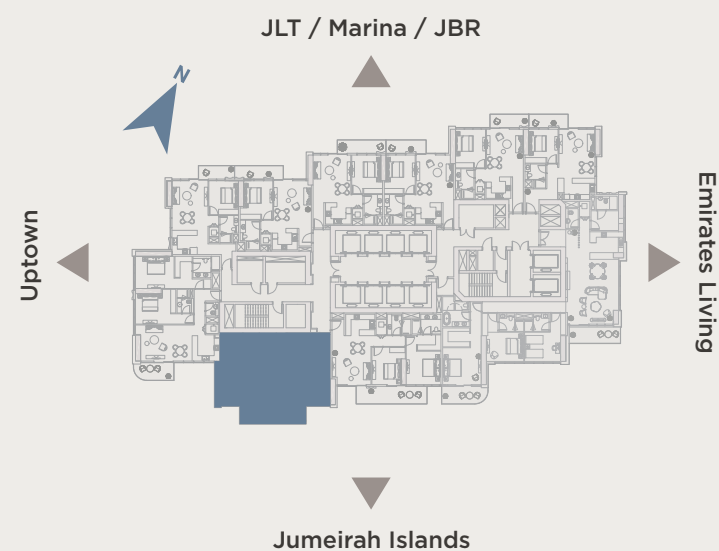 JLT / Marina / JBR
N
Uptown
Emirates Living
Jumeirah Islands